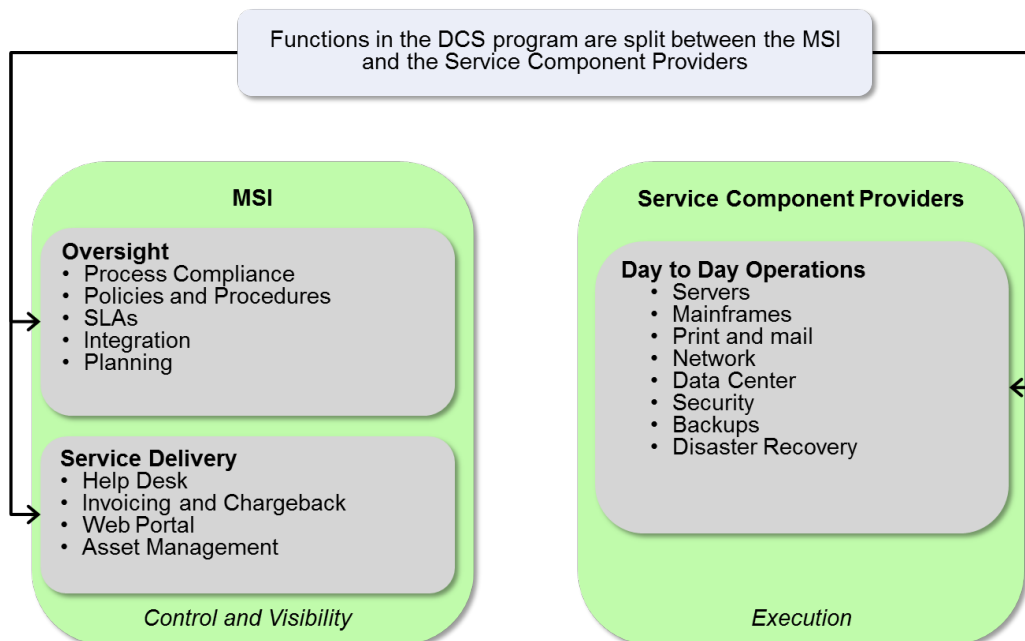 Functions in the DCS program are split between the MSI
and the Service Component Providers
MSI
Oversight
• Process Compliance
• Policies and Procedures
• SLAs
• Integration
• Planning
Service Delivery
• Help Desk
• Invoicing and Chargeback
• Web Portal
• Asset Management
Control and Visibility
Service Component Providers
Day to Day Operations
• Servers
• Mainframes
• Print and mail
• Network
• Data Center
• Security
• Backups
• Disaster Recovery
Execution